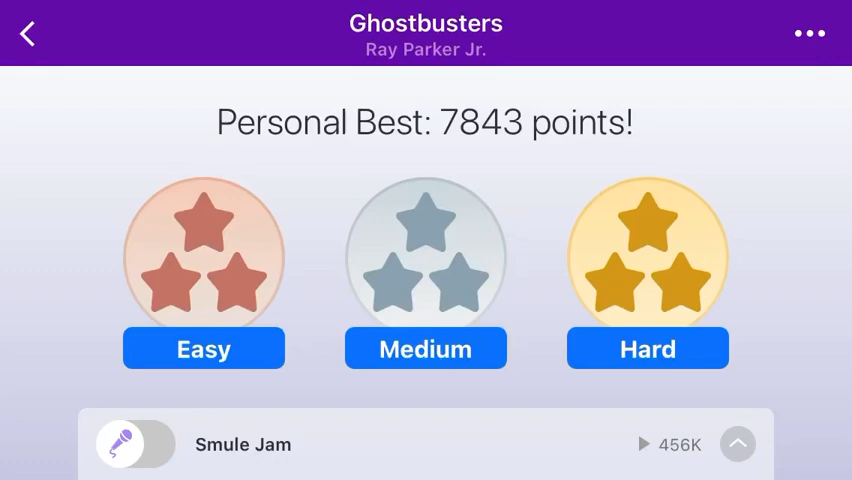 Ghostbusters
Ray Parker Jr.
Personal Best: 7843 points!
Easy
Medium
Hard
Smule Jam
456K